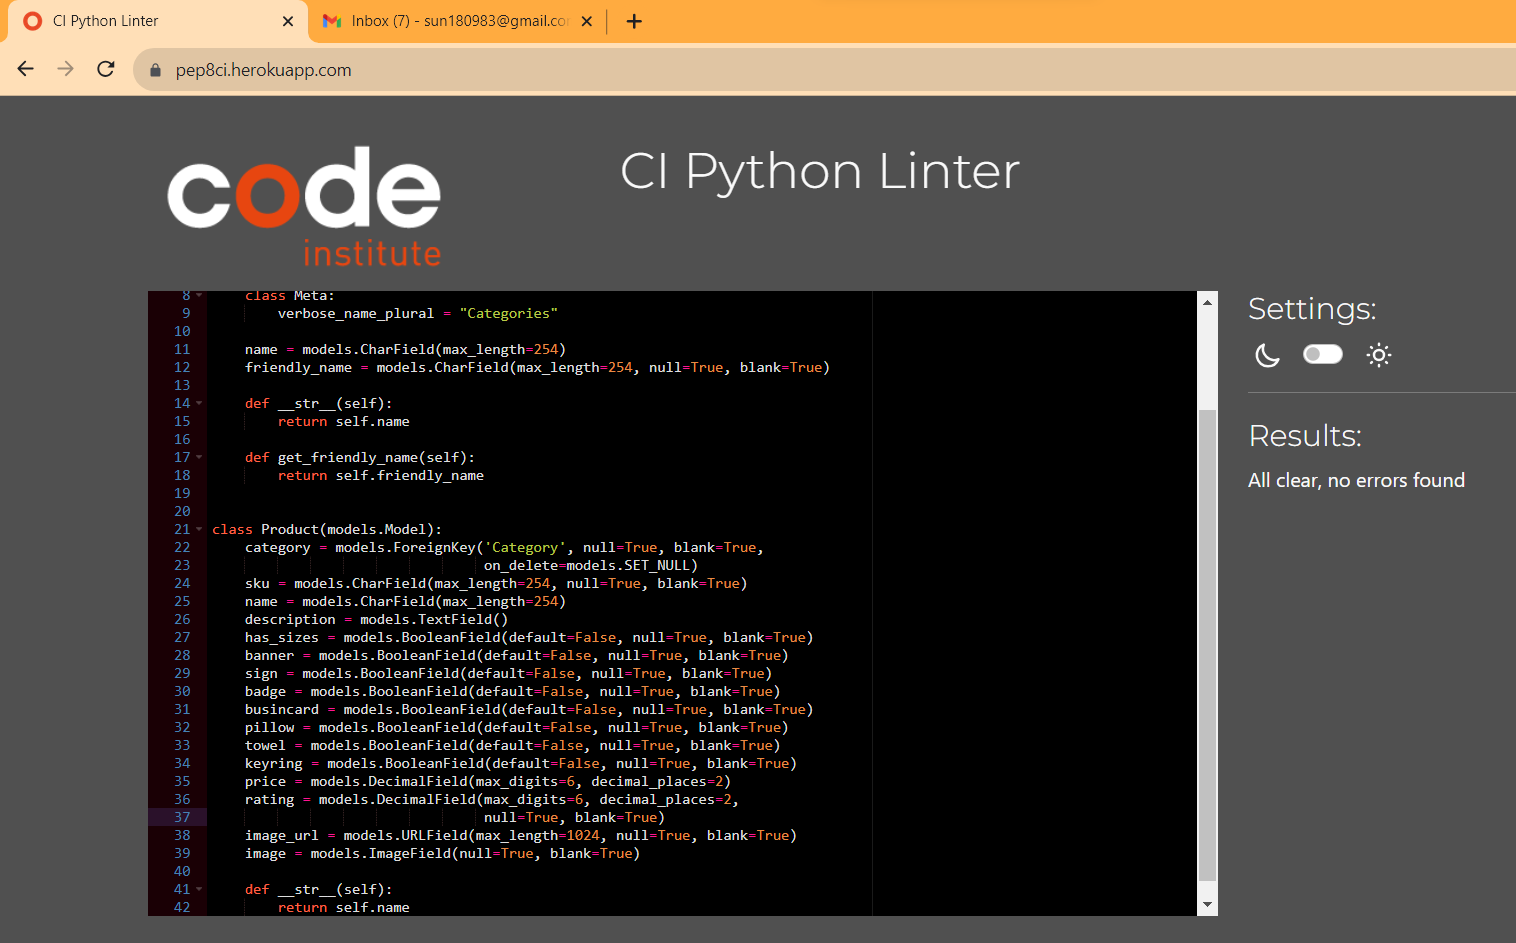 CI Python Linter
Inbox (7) - sun180983@gmail.co
pep8ci.herokuapp.com
code
institute
CI Python Linter
8 class Meta:
9 verbose_name_plural = "Categories"
10
11 name = models.CharField(max_length=254)
12 friendly_name = models.CharField(max_length=254, null=True, blank=True)
13
14 def __str__(self):
15 return self.name
16
17 def get_friendly_name(self):
18 return self.friendly_name
19
20
21 class Product(models.Model):
22 category = models.ForeignKey('Category', null=True, blank=True,
23 on_delete=models.SET_NULL)
24 sku = models.CharField(max_length=254, null=True, blank=True)
25 name = models.CharField(max_length=254)
26 description = models.TextField()
27 has_sizes = models.BooleanField(default=False, null=True, blank=True)
28 banner = models.BooleanField(default=False, null=True, blank=True)
29 sign = models.BooleanField(default=False, null=True, blank=True)
30 badge = models.BooleanField(default=False, null=True, blank=True)
31 busincard = models.BooleanField(default=False, null=True, blank=True)
32 pillow = models.BooleanField(default=False, null=True, blank=True)
33 towel = models.BooleanField(default=False, null=True, blank=True)
34 keyring = models.BooleanField(default=False, null=True, blank=True)
35 price = models.DecimalField(max_digits=6, decimal_places=2)
36 rating = models.DecimalField(max_digits=6, decimal_places=2,
37 null=True, blank=True)
38 image_url = models.URLField(max_length=1024, null=True, blank=True)
39 image = models.ImageField(null=True, blank=True)
40
41 def __str__(self):
42 return self.name
Settings:
Results:
All clear, no errors found